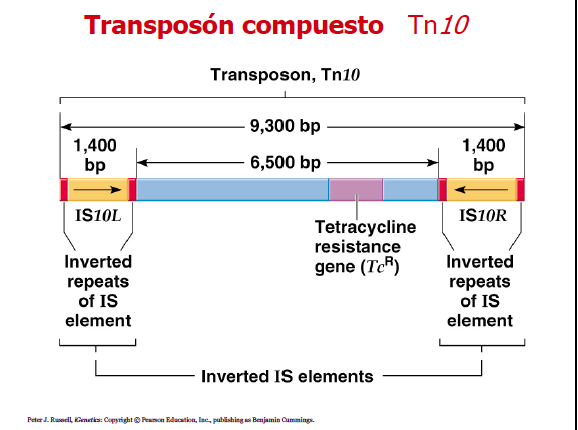 Transposón compuesto Tn10
Transposon, Tn10
9,300 bp
1,400
bp
6,500 bp
1,400
bp
IS10L
IS10R
Tetracycline
resistance
gene (TcR)
Inverted
repeats
of IS
element
Inverted
repeats
of IS
element
Inverted IS elements
Peter J. Russell, iGenetics: Copyright © Pearson Education, Inc., publishing as Benjamin Cummings.